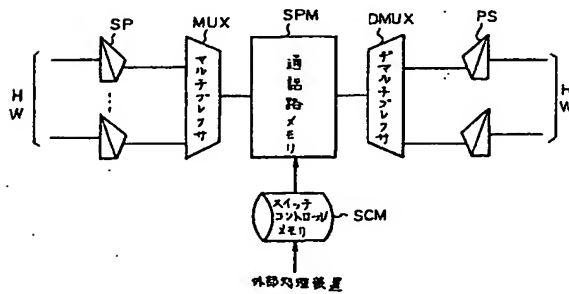 SP
MUX
SPM
DMUX
PS
HW
マルチプレクサ
通話路メモリ
デマルチプレクサ
HW
スイッチ
コントロール
メモリ
SCM
外部処理装置